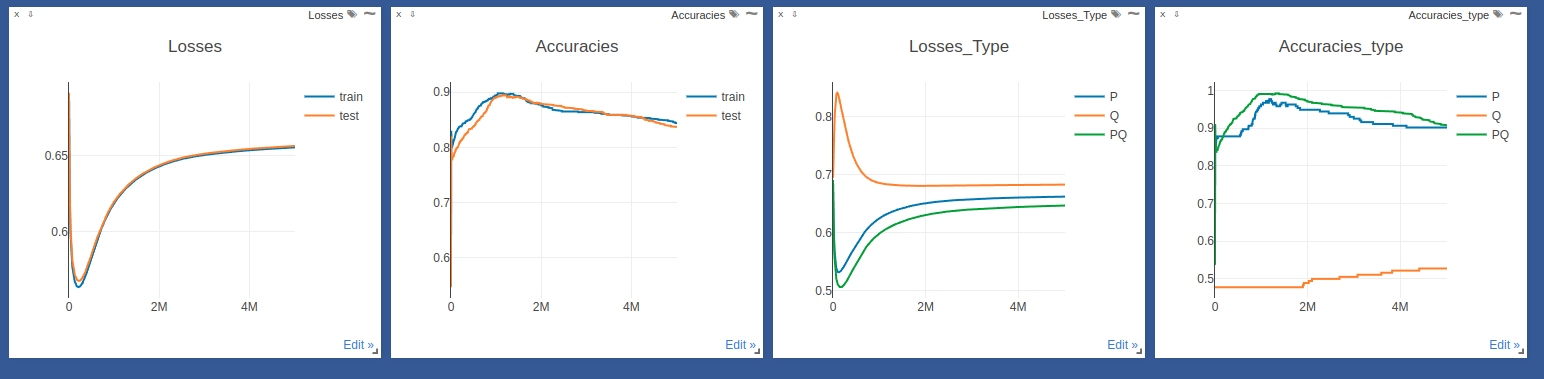 X ⇩ Losses
Losses
train
test
0.65
0.6
0 2M 4M
Edit »
X ⇩ Accuracies
Accuracies
train
test
0.9
0.8
0.7
0.6
0 2M 4M
Edit »
X ⇩ Losses_Type
Losses_Type
P
Q
PQ
0.8
0.7
0.6
0.5
0 2M 4M
Edit »
X ⇩ Accuracies_type
Accuracies_type
P
Q
PQ
1
0.9
0.8
0.7
0.6
0.5
0 2M 4M
Edit »